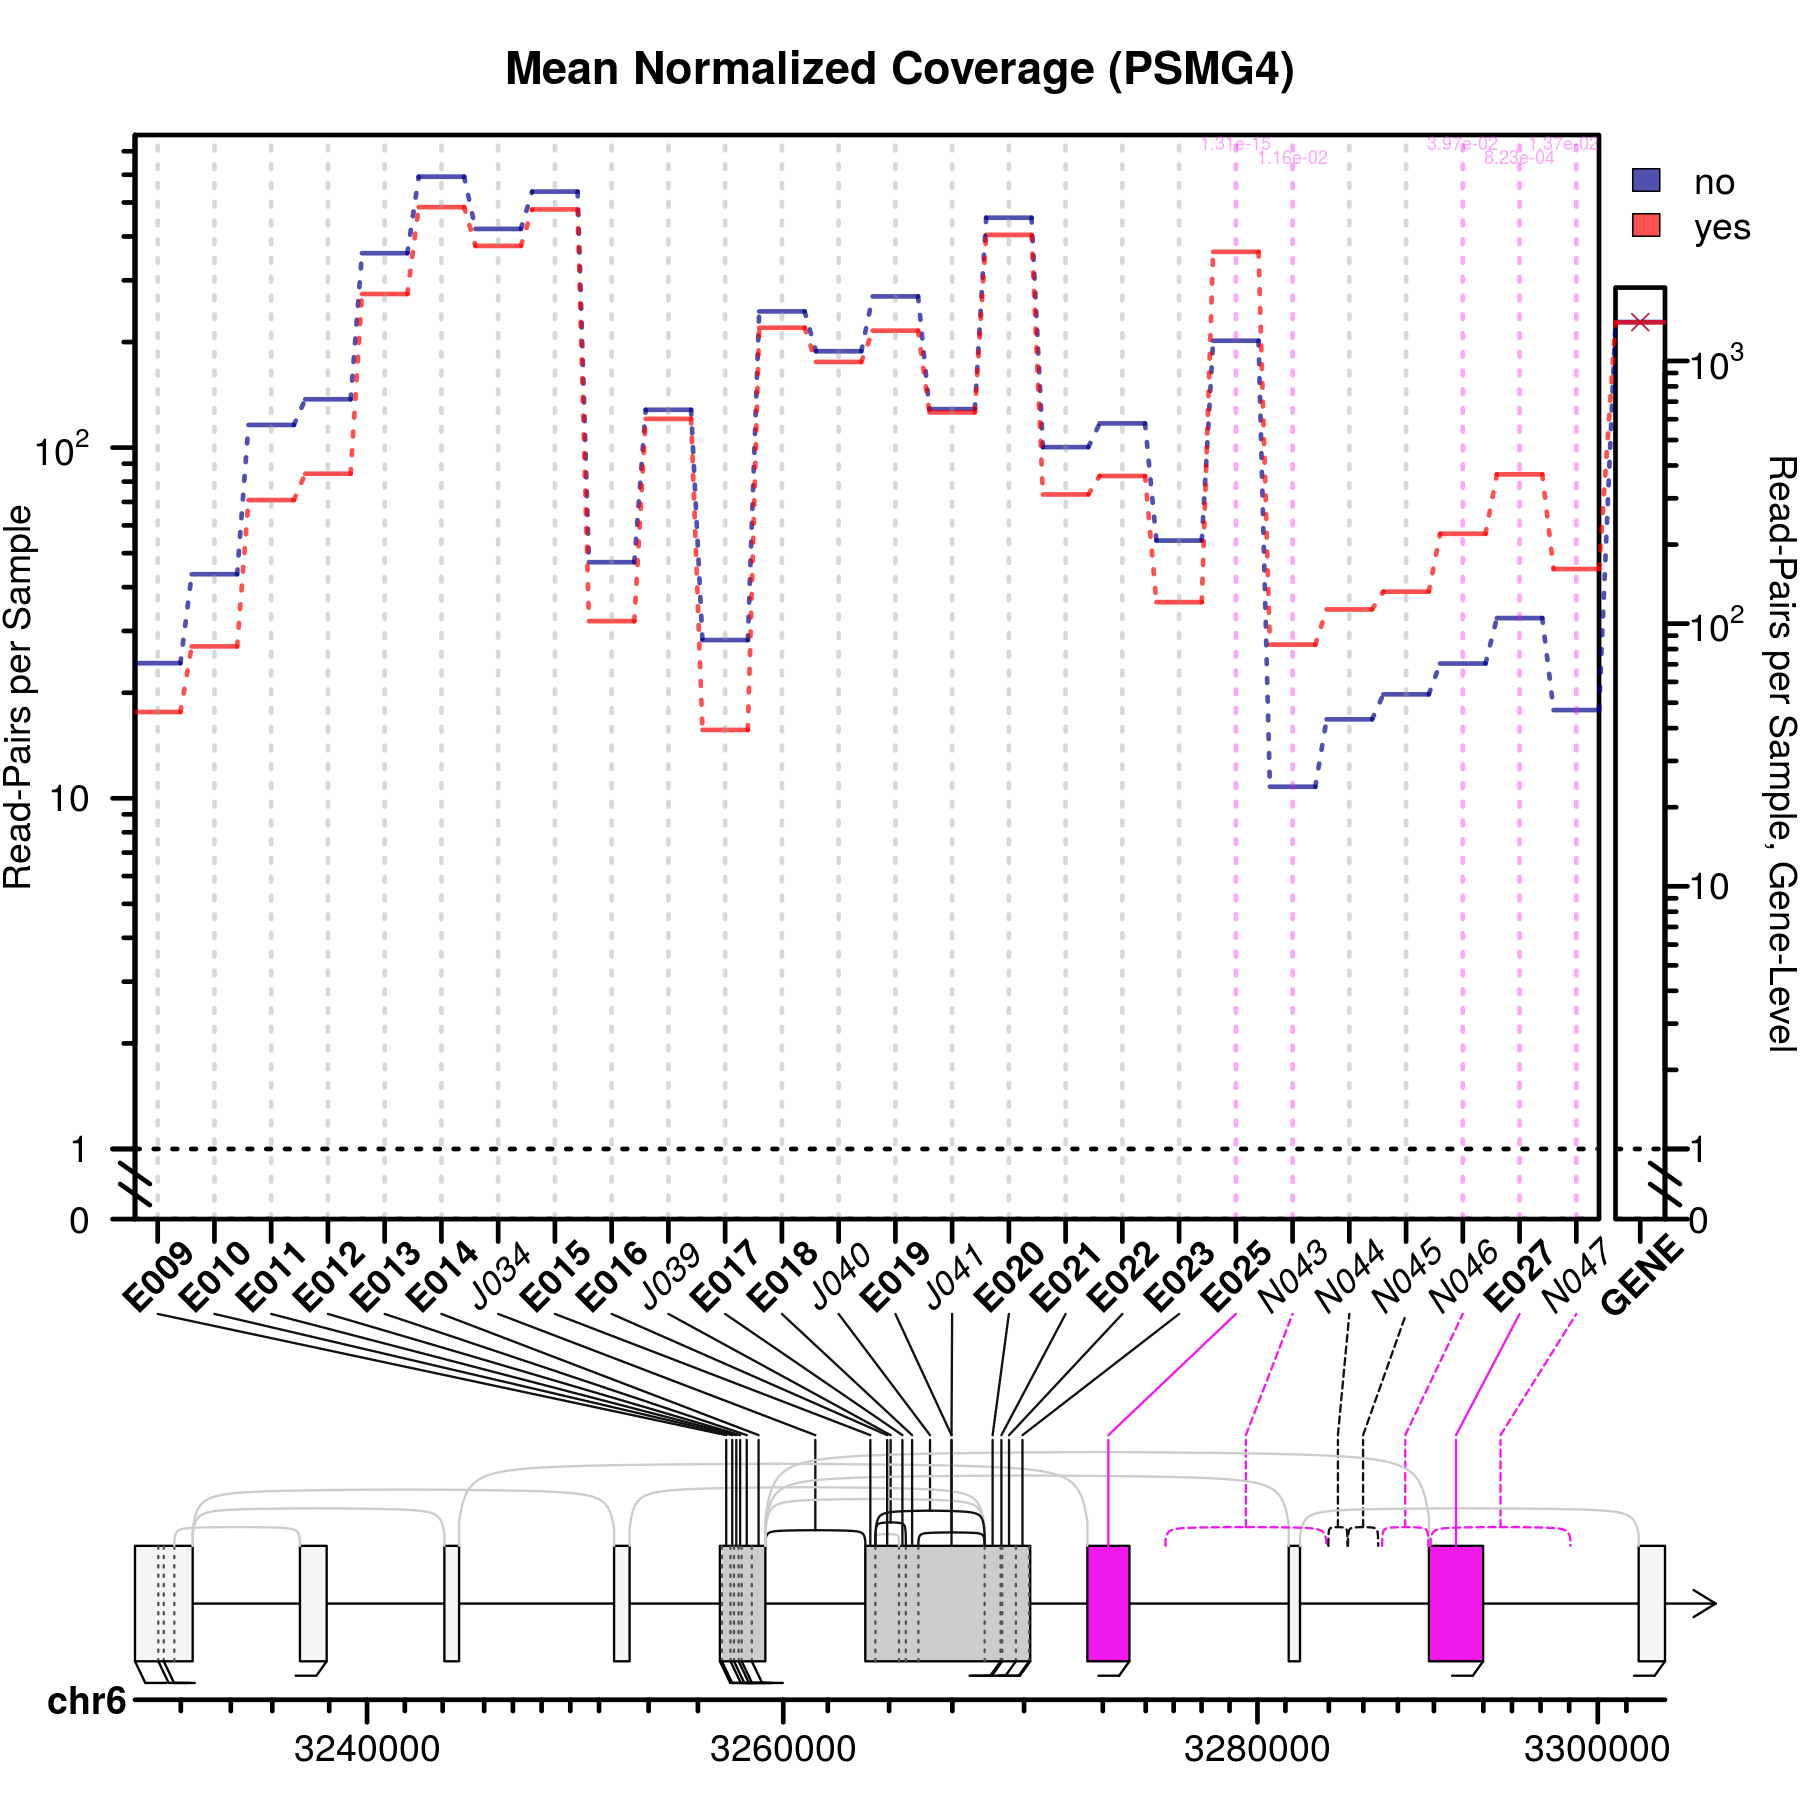 Mean Normalized Coverage (PSMG4)
1.31e-15
1.16e-02
3.97e-02
8.23e-04
1.37e-02
no
yes
Read-Pairs per Sample
10²
10
1
0
10³
10²
10
1
0
Read-Pairs per Sample, Gene-Level
E009 E010 E011 E012 E013 E014 J034 E015 E016 J039 E017 E018 J040 E019 J041 E020 E021 E022 E023 E025 N043 N044 N045 N046 E027 N047 GENE
chr6
3240000 3260000 3280000 3300000